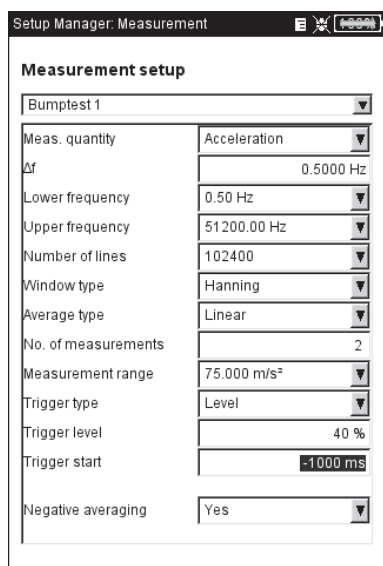 Setup Manager: Measurement 100%
Measurement setup
Bumptest 1
Meas. quantity Acceleration
Δf 0.5000 Hz
Lower frequency 0.50 Hz
Upper frequency 51200.00 Hz
Number of lines 102400
Window type Hanning
Average type Linear
No. of measurements 2
Measurement range 75.000 m/s²
Trigger type Level
Trigger level 40 %
Trigger start -1000 ms
Negative averaging Yes